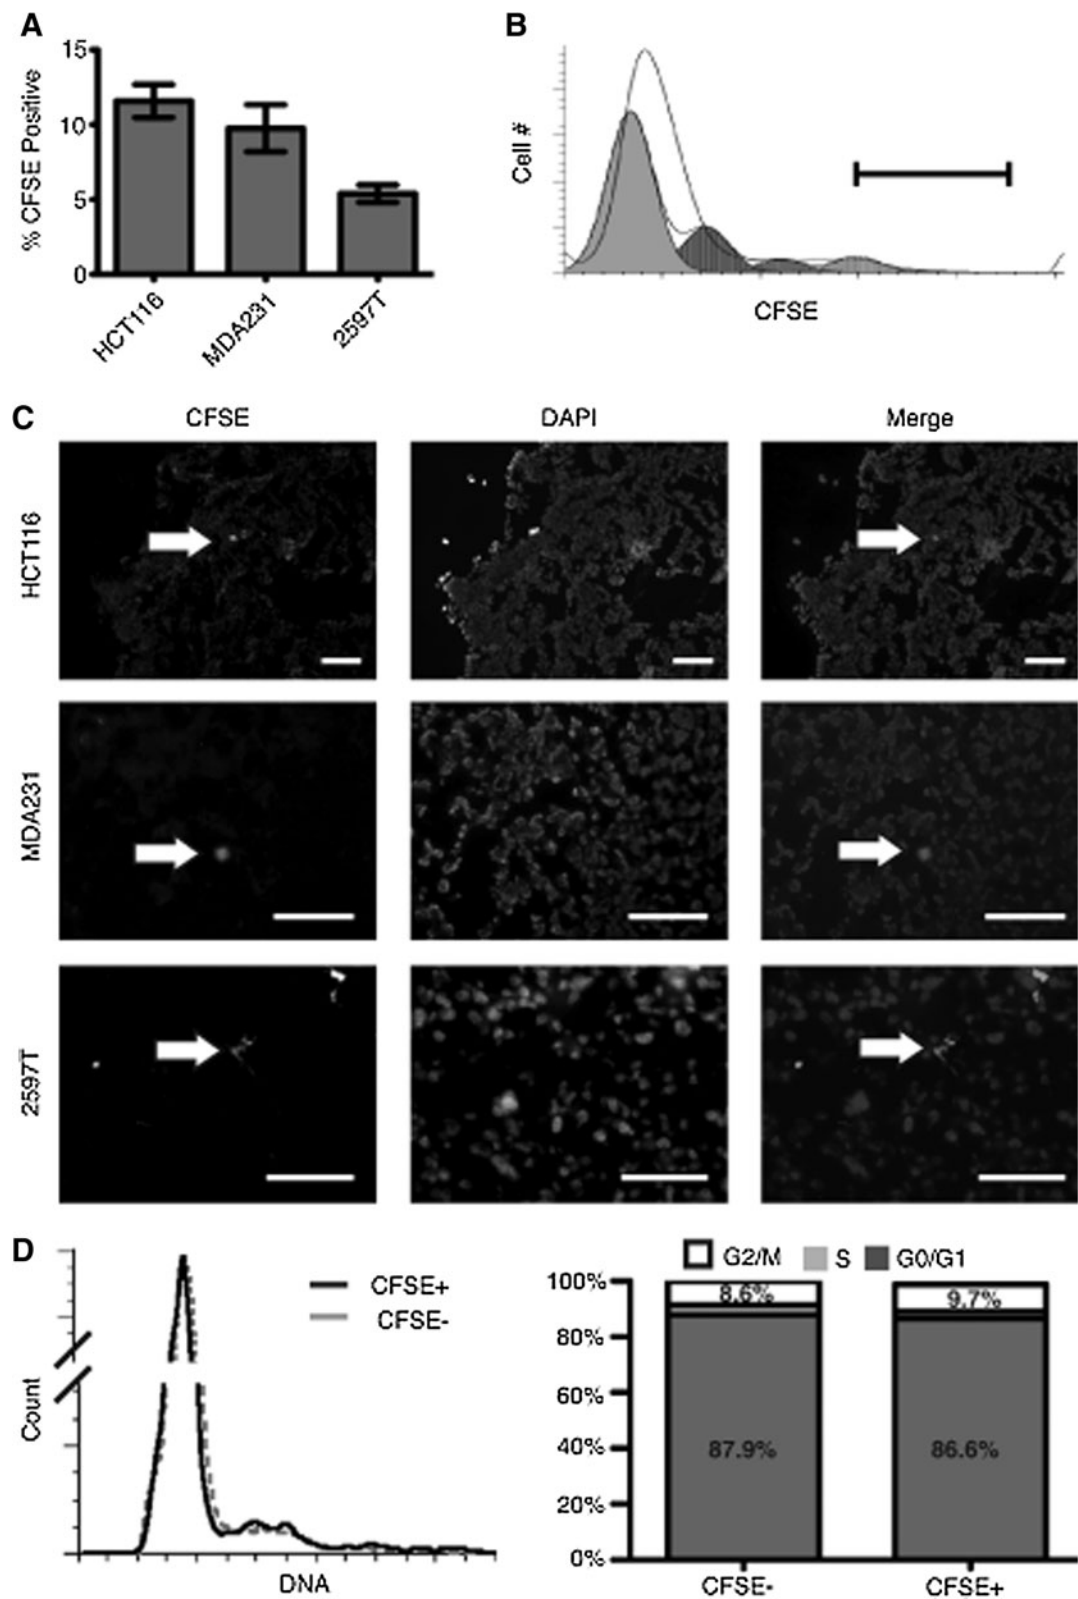 A
% CFSE Positive
15
10
5
0
HCT116
MDA231
2597T
B
Cell #
CFSE
C
CFSE DAPI Merge
HCT116
MDA231
2597T
D
Count
CFSE+
CFSE-
DNA
G2/M S G0/G1
100%
80%
60%
40%
20%
0%
8.6%
9.7%
87.9%
86.6%
CFSE-
CFSE+